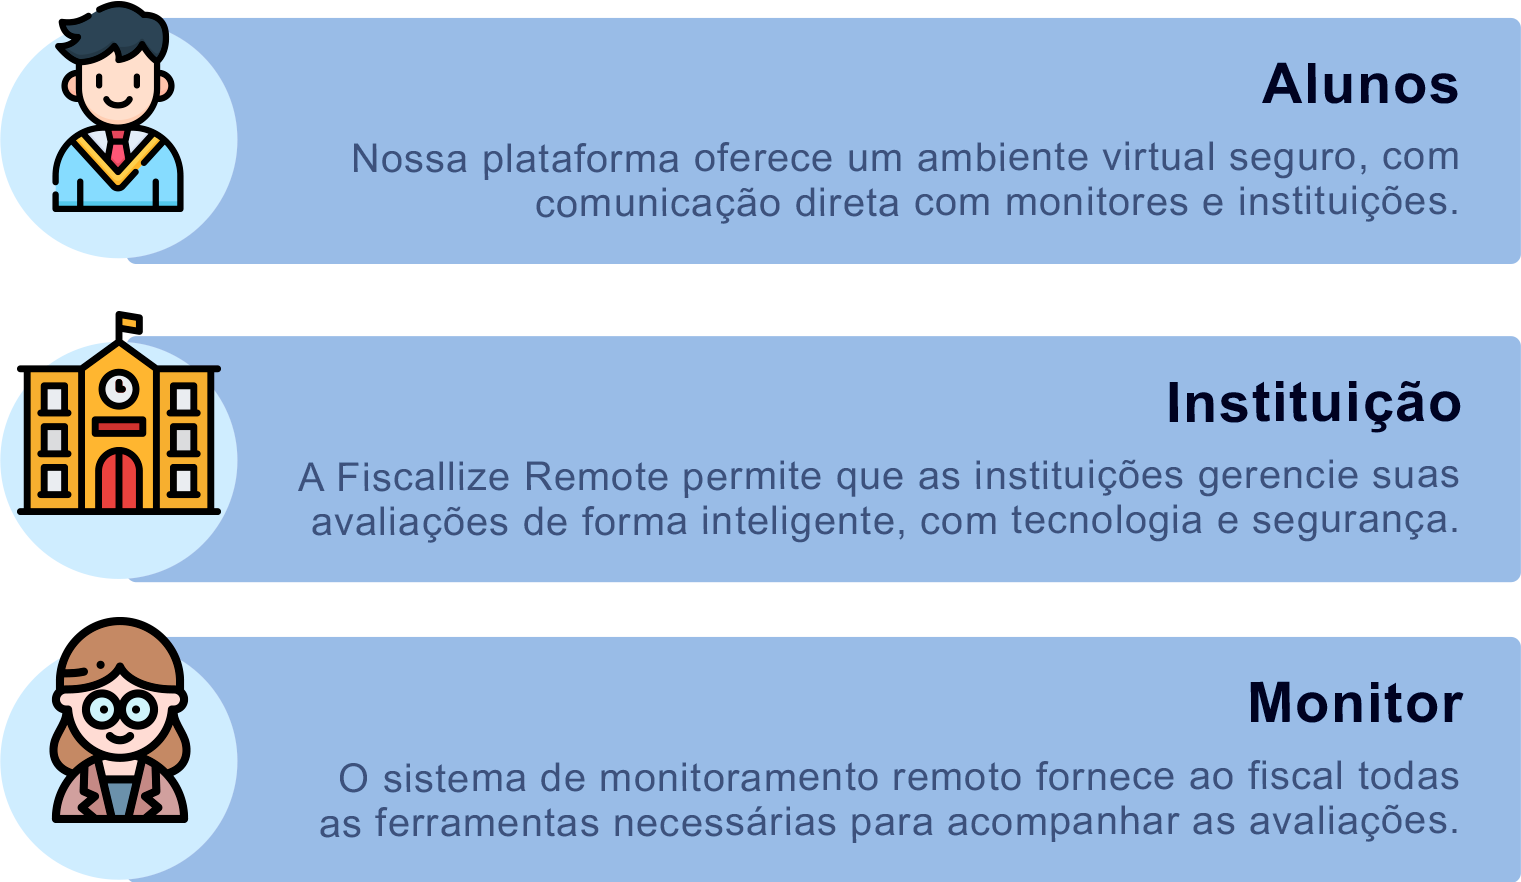 Alunos
Nossa plataforma oferece um ambiente virtual seguro, com
comunicação direta com monitores e instituições.
Instituição
A Fiscallize Remote permite que as instituições gerencie suas
avaliações de forma inteligente, com tecnologia e segurança.
Monitor
O sistema de monitoramento remoto fornece ao fiscal todas
as ferramentas necessárias para acompanhar as avaliações.